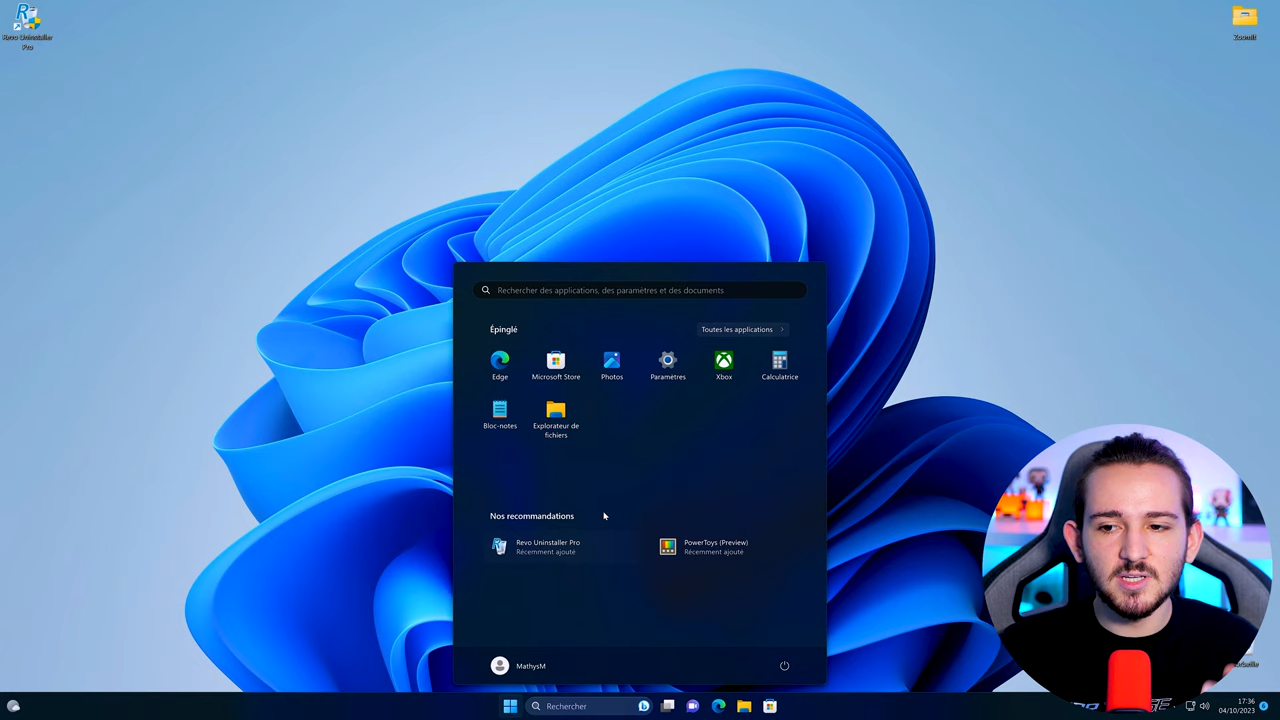 Revo Uninstaller
Pro
ZoumIt
Rechercher des applications, des paramètres et des documents
Épinglé
Toutes les applications
Edge
Microsoft Store
Photos
Paramètres
Xbox
Calculatrice
Bloc-notes
Explorateur de
fichiers
Nos recommandations
Revo Uninstaller Pro
Récemment ajouté
PowerToys (Preview)
Récemment ajouté
MathysM
Rechercher
17:36
04/10/2023